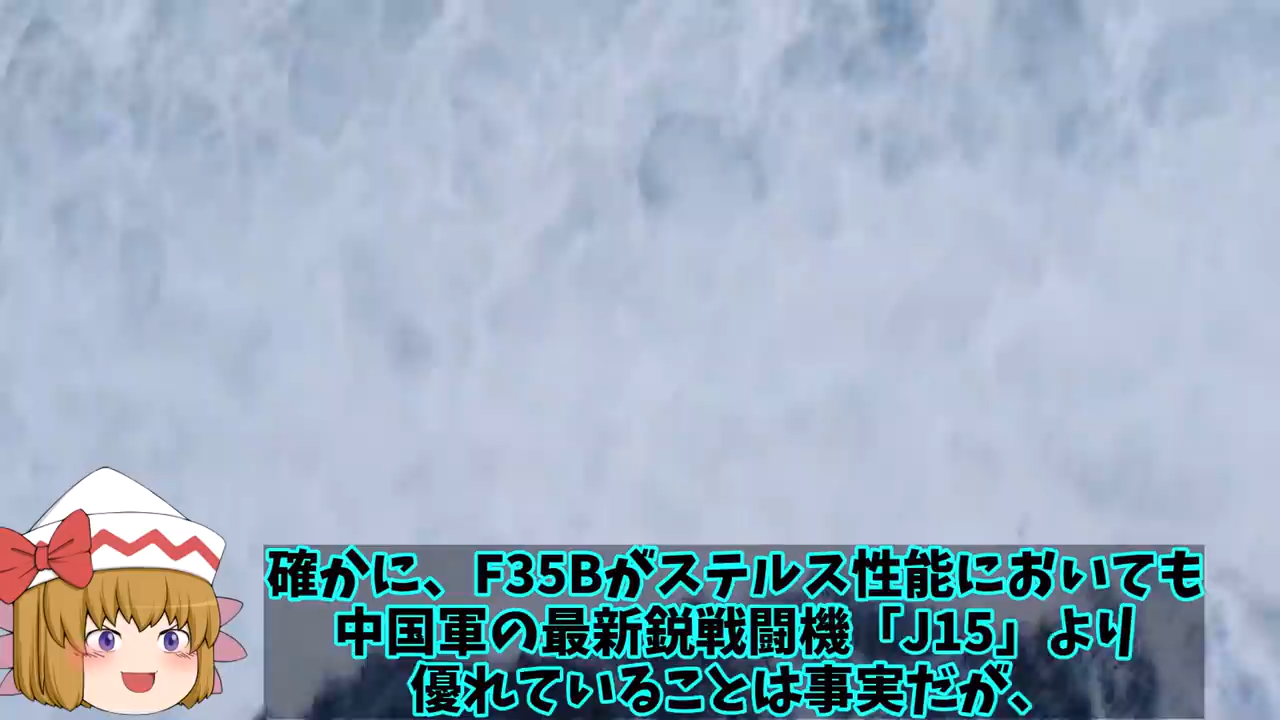 確かに、F35Bがステルス性能においても
中国軍の最新鋭戦闘機「J15」より
優れていることは事実だが、